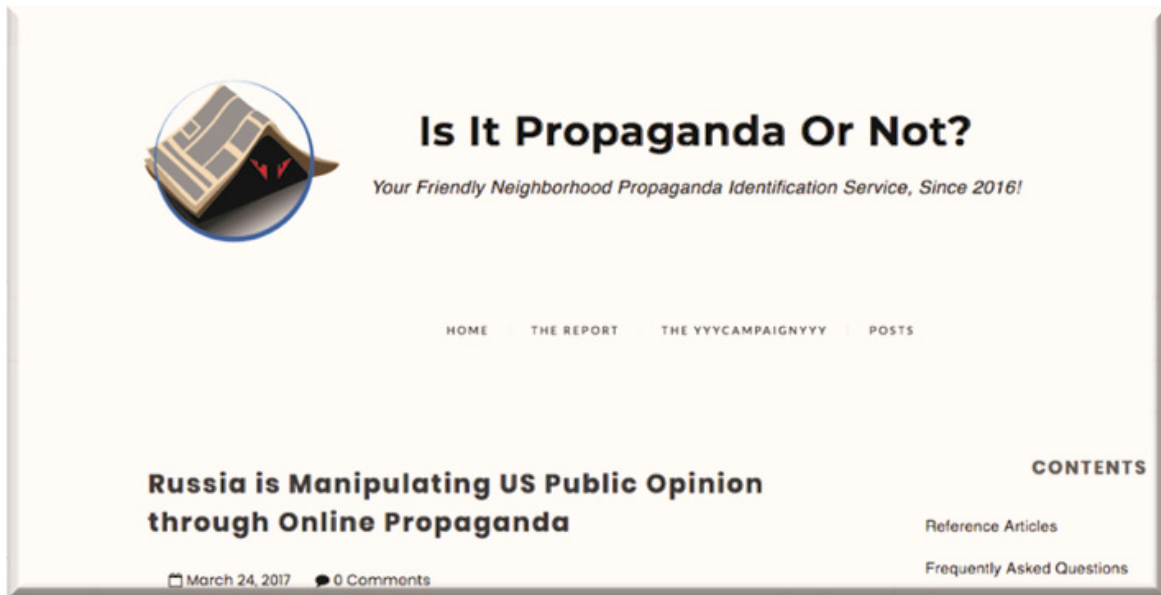 Is It Propaganda Or Not?
Your Friendly Neighborhood Propaganda Identification Service, Since 2016!
HOME THE REPORT THE YYYCAMPAIGNYYY POSTS
Russia is Manipulating US Public Opinion
through Online Propaganda
March 24, 2017 0 Comments
CONTENTS
Reference Articles
Frequently Asked Questions